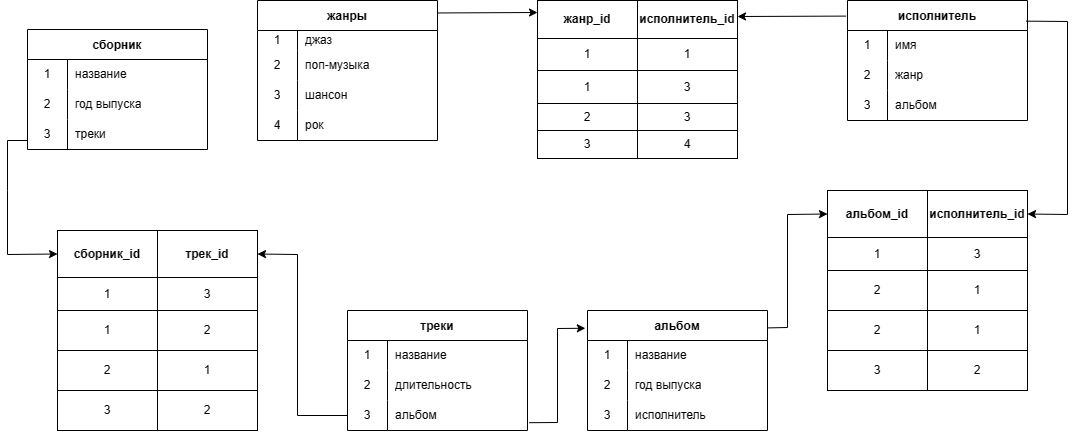 сборник
1 название
2 год выпуска
3 треки
жанры
1 джаз
2 поп-музыка
3 шансон
4 рок
жанр_id исполнитель_id
1 1
1 3
2 3
3 4
исполнитель
1 имя
2 жанр
3 альбом
сборник_id трек_id
1 3
1 2
2 1
3 2
треки
1 название
2 длительность
3 альбом
альбом
1 название
2 год выпуска
3 исполнитель
альбом_id исполнитель_id
1 3
2 1
2 1
3 2